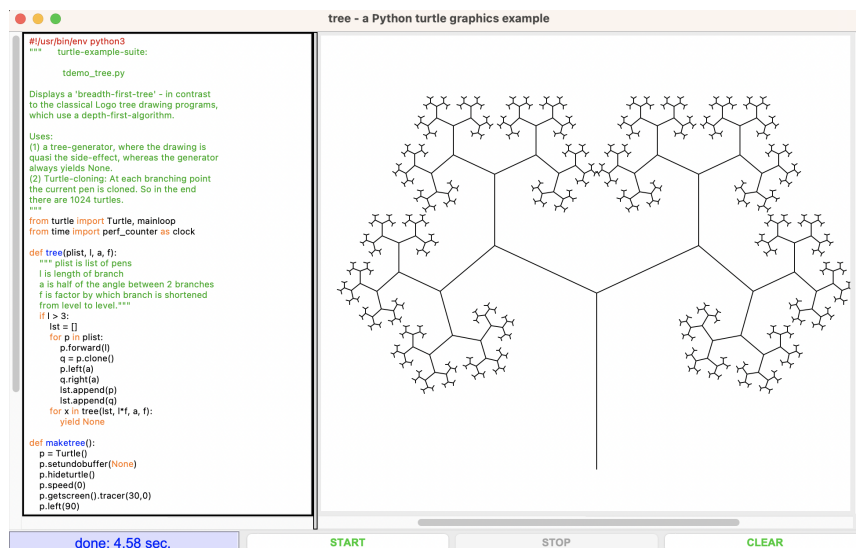 tree - a Python turtle graphics example
#!/usr/bin/env python3
"""      turtle-example-suite:
tdemo_tree.py
Displays a 'breadth-first-tree' - in contrast
to the classical Logo tree drawing programs,
which use a depth-first-algorithm.
Uses:
(1) a tree-generator, where the drawing is
quasi the side-effect, whereas the generator
always yields None.
(2) Turtle-cloning: At each branching point
the current pen is cloned. So in the end
there are 1024 turtles.
"""
from turtle import Turtle, mainloop
from time import perf_counter as clock
def tree(plist, l, a, f):
    """ plist is list of pens
    l is length of branch
    a is half of the angle between 2 branches
    f is factor by which branch is shortened
    from level to level."""
    if l > 3:
        lst = []
        for p in plist:
            p.forward(l)
            q = p.clone()
            p.left(a)
            q.right(a)
            lst.append(p)
            lst.append(q)
        for x in tree(lst, l*f, a, f):
            yield None
def maketree():
    p = Turtle()
    p.setundobuffer(None)
    p.hideturtle()
    p.speed(0)
    p.getscreen().tracer(30,0)
    p.left(90)
done: 4.58 sec.
START
STOP
CLEAR